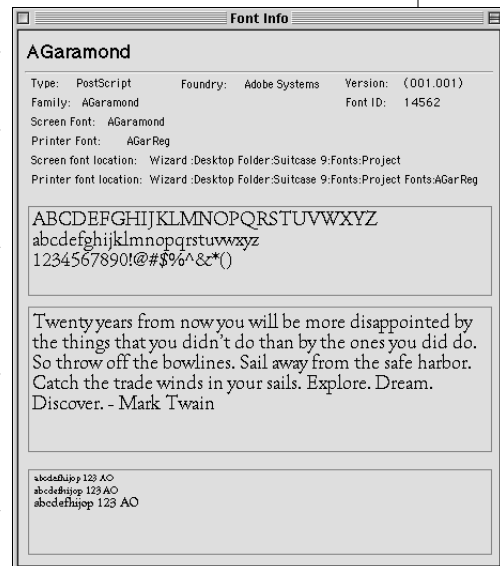 Font Info
AGaramond
Type: PostScript Foundry: Adobe Systems Version: (001.001)
Family: AGaramond Font ID: 14562
Screen Font: AGaramond
Printer Font: AGarReg
Screen font location: Wizard :Desktop Folder:Suitcase 9:Fonts:Project
Printer font location: Wizard :Desktop Folder:Suitcase 9:Fonts:Project Fonts:AGarReg
ABCDEFGHIJKLMNOPQRSTUVWXYZ
abcdefghijklmnopqrstuvwxyz
1234567890!@#$%^&*()
Twenty years from now you will be more disappointed by
the things that you didn't do than by the ones you did do.
So throw off the bowlines. Sail away from the safe harbor.
Catch the trade winds in your sails. Explore. Dream.
Discover. - Mark Twain
abcdefhijop 123 AO
abcdefhijop 123 AO
abcdefhijop 123 AO